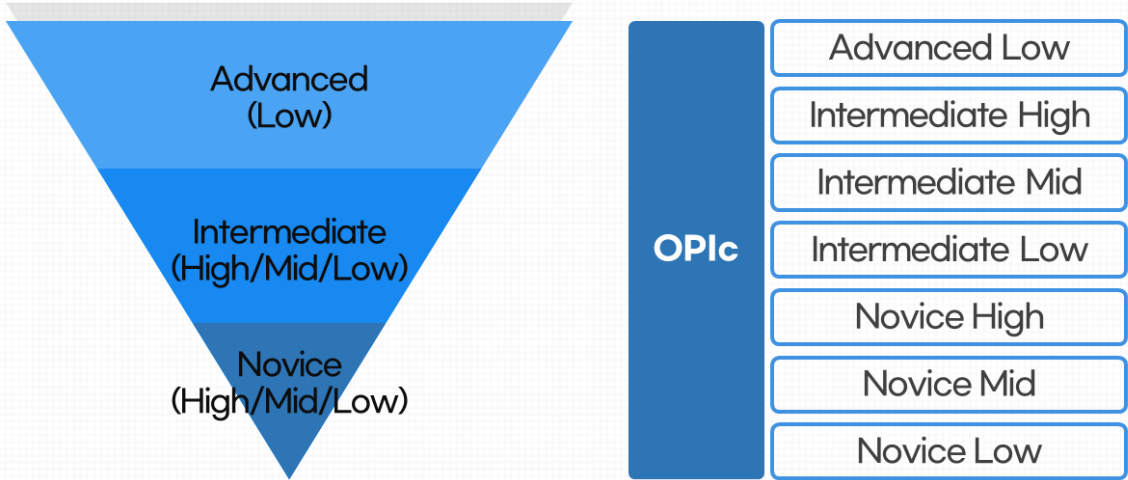 Advanced
(Low)
Intermediate
(High/Mid/Low)
Novice
(High/Mid/Low)
OPIc
Advanced Low
Intermediate High
Intermediate Mid
Intermediate Low
Novice High
Novice Mid
Novice Low